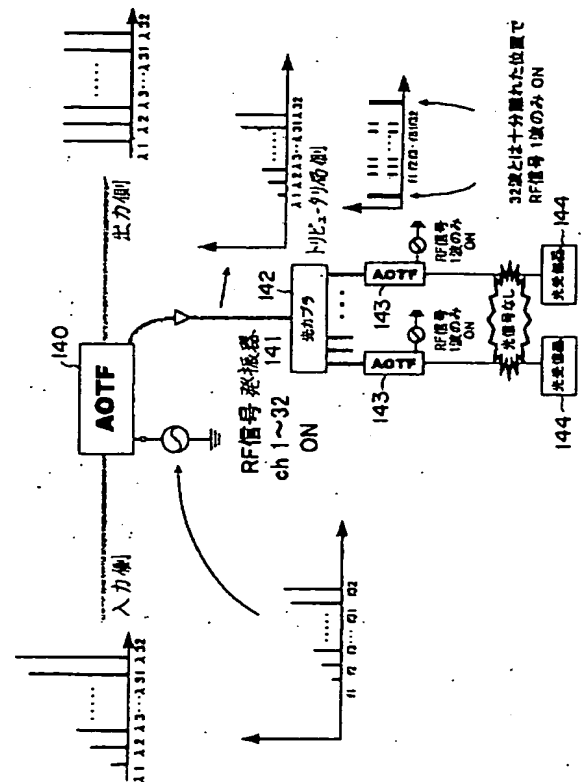 140
AOTF
入力側
出力側
λ1 λ2 λ3‥‥λ31 λ32
λ1 λ2 λ3‥‥λ31 λ32
RF信号発振器
141
ch 1～32
ON
f1 f2 f3‥‥f31 f32
トリビュータリ局側
λ1 λ2 λ3‥‥λ31 λ32
142
光カプラ
AOTF
143
RF信号
1波のみ
ON
AOTF
143
RF信号
1波のみ
ON
f1 f2 f3‥f31 f32
32波とは十分離れた位置で
RF信号 1波のみ ON
光信号なし
光受信器
144
光受信器
144